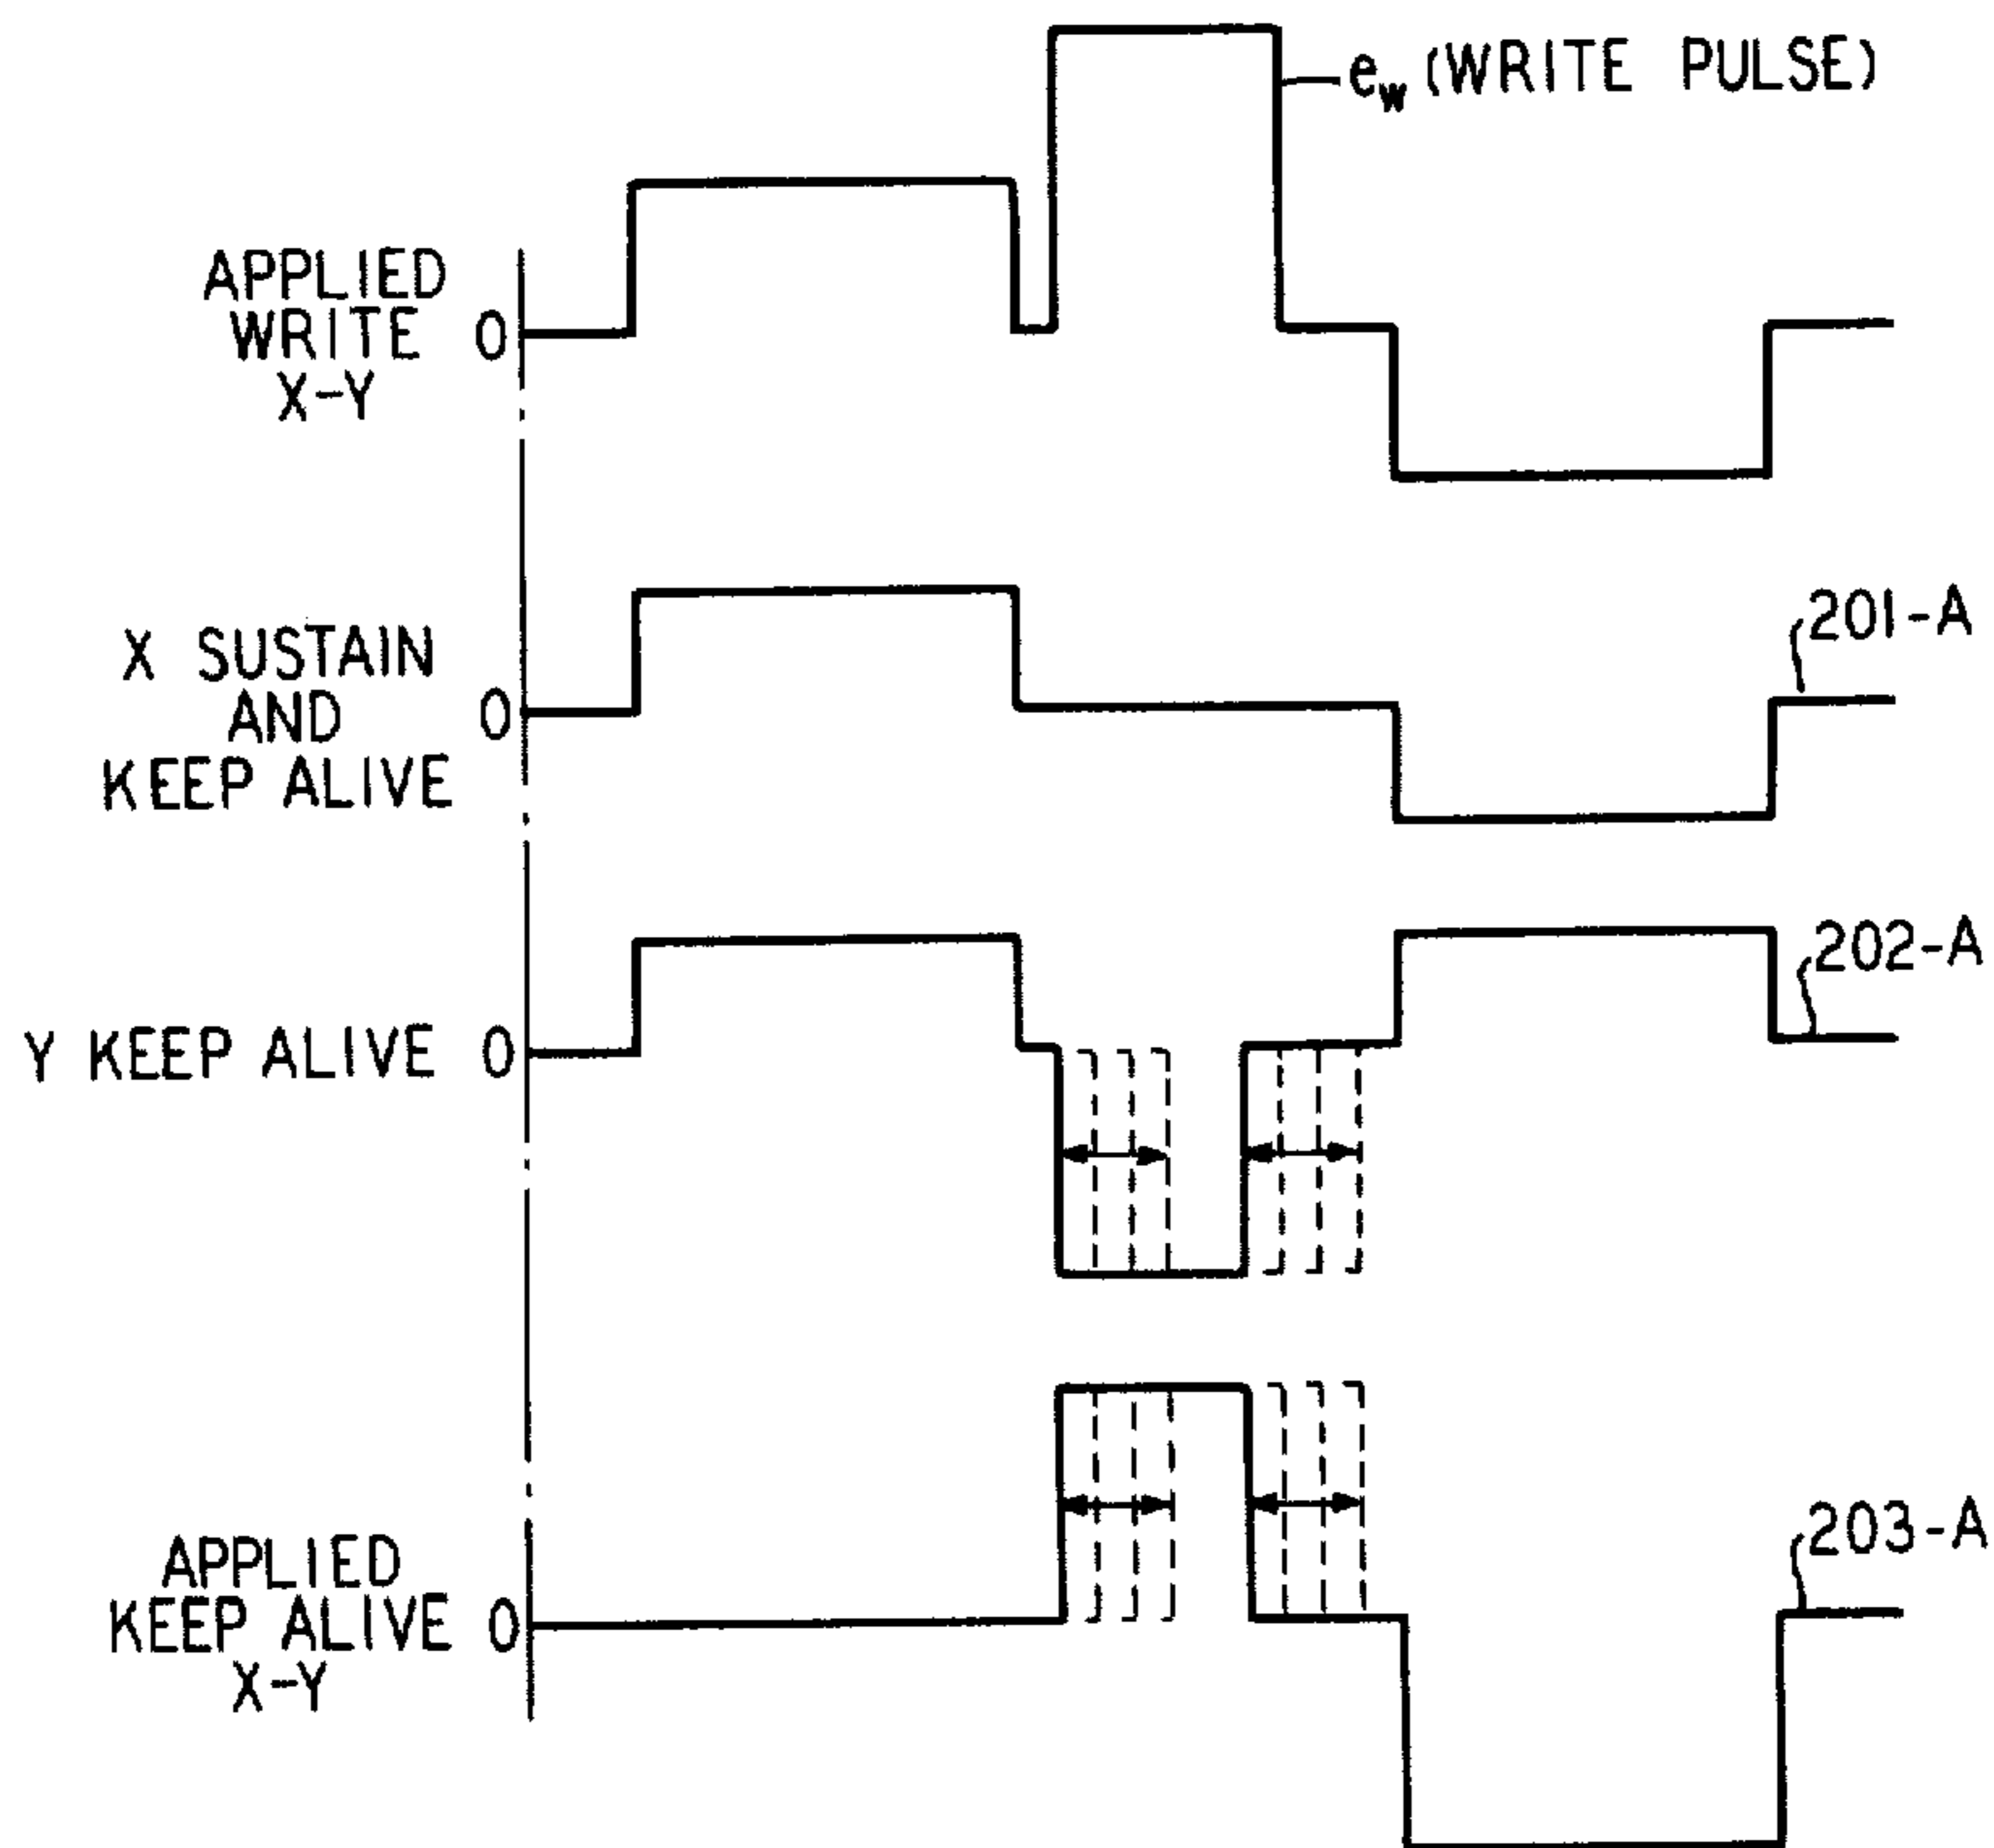 e_w (WRITE PULSE)
APPLIED
WRITE
X-Y
0
201-A
X SUSTAIN
AND
KEEP ALIVE
0
202-A
Y KEEP ALIVE
0
203-A
APPLIED
KEEP ALIVE
X-Y
0